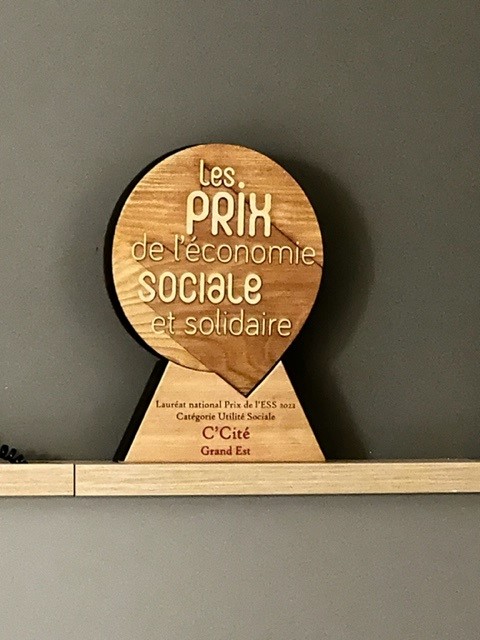 Les
PRIX
de l'économie
sociale
et solidaire
Lauréat national Prix de l'ESS 2022
Catégorie Utilité Sociale
C'Cité
Grand Est